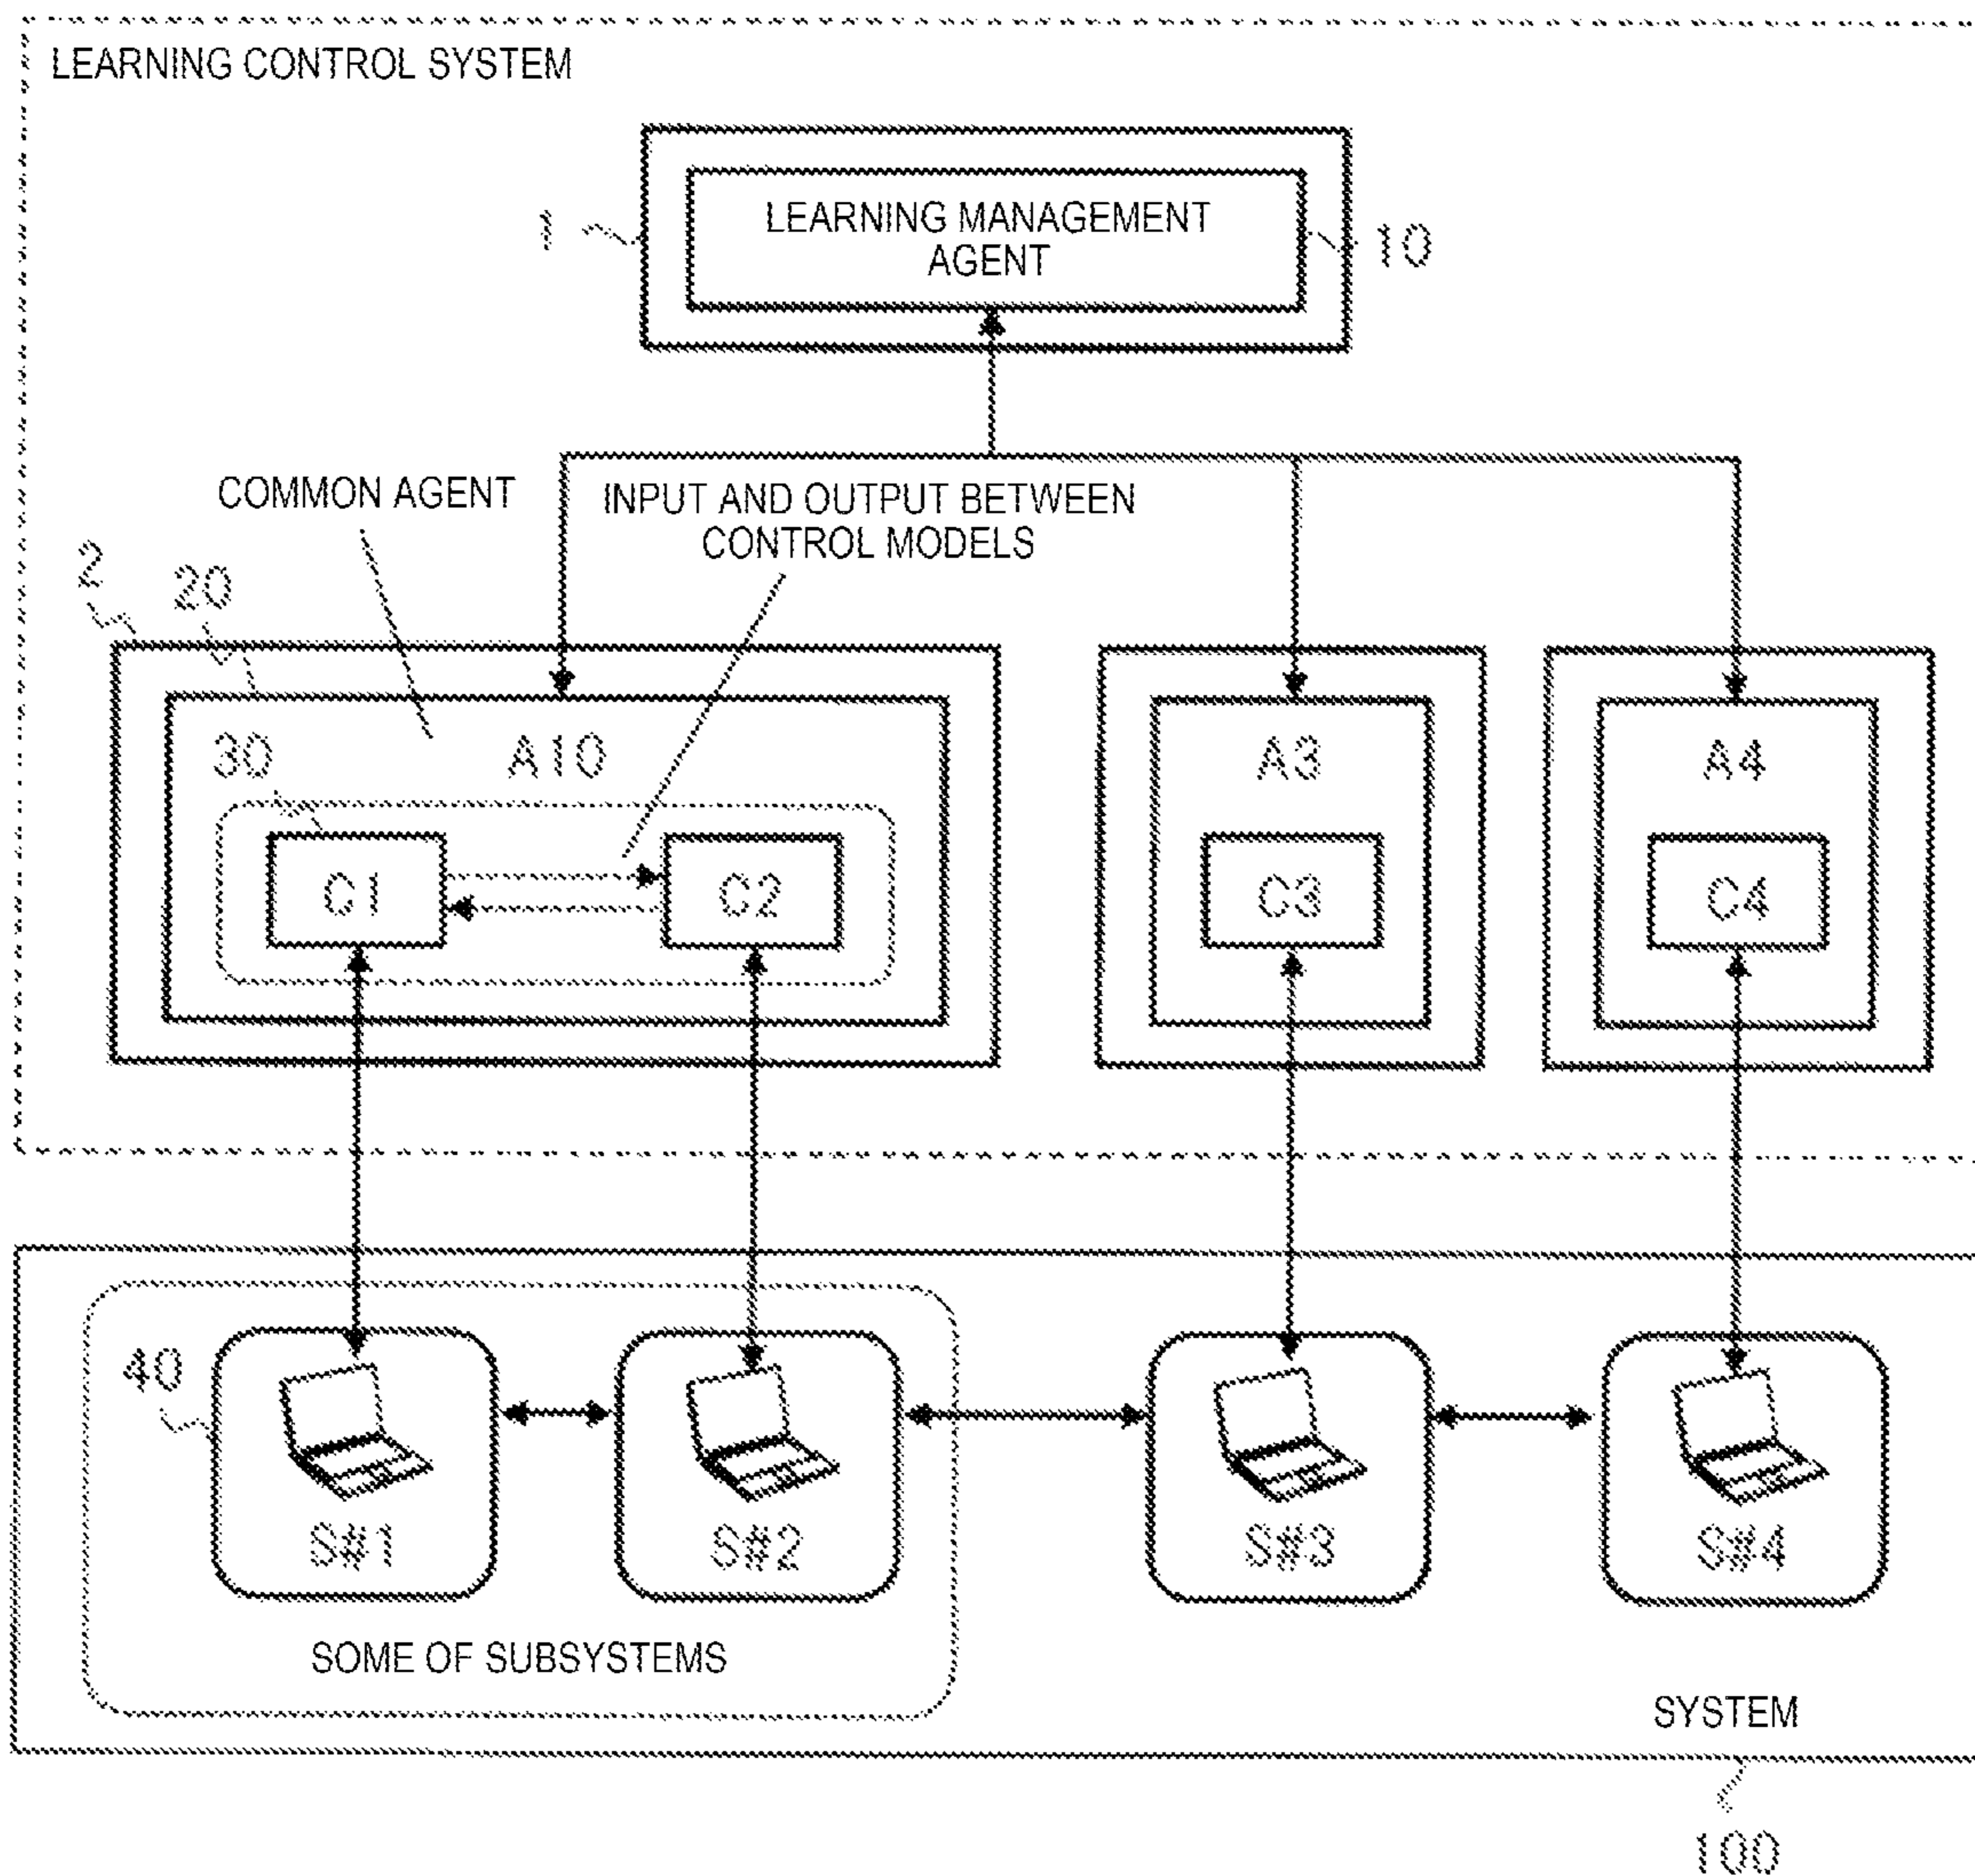 LEARNING CONTROL SYSTEM
1
LEARNING MANAGEMENT
AGENT
10
COMMON AGENT
INPUT AND OUTPUT BETWEEN
CONTROL MODELS
2
20
30
A10
A3
A4
C1
C2
C3
C4
40
S#1
S#2
S#3
S#4
SOME OF SUBSYSTEMS
SYSTEM
100